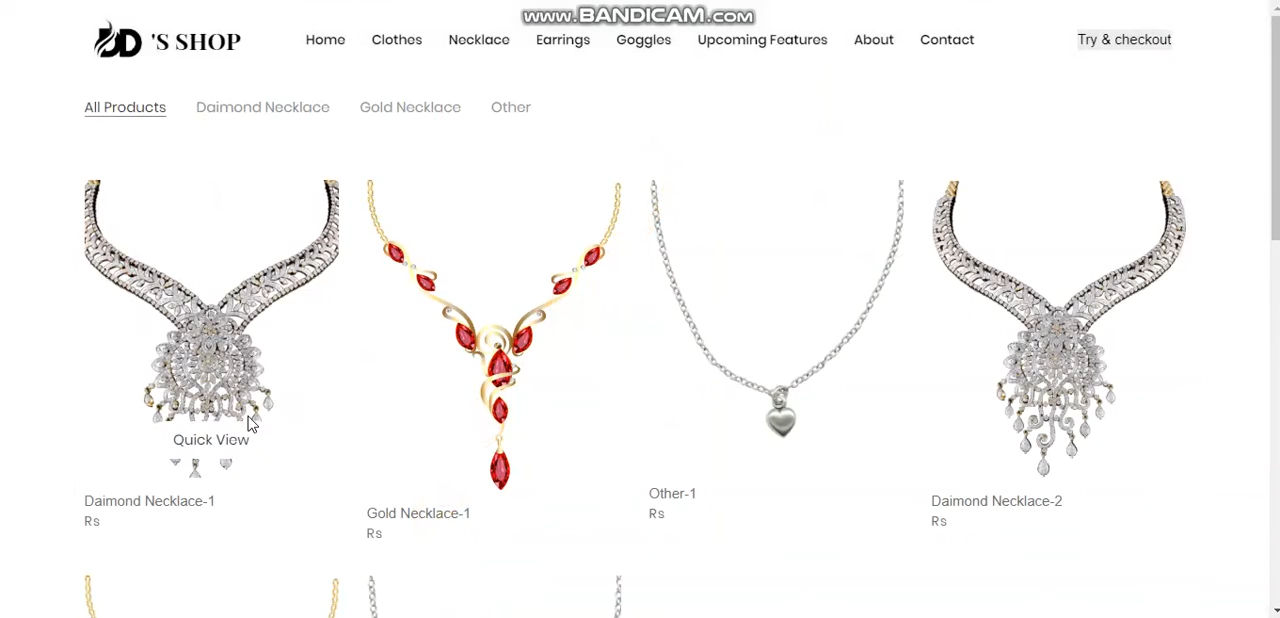 www.BANDICAM.com
D 'S SHOP
Home Clothes Necklace Earrings Goggles Upcoming Features About Contact Try & checkout
All Products Daimond Necklace Gold Necklace Other
Quick View
Daimond Necklace-1
Rs
Gold Necklace-1
Rs
Other-1
Rs
Daimond Necklace-2
Rs